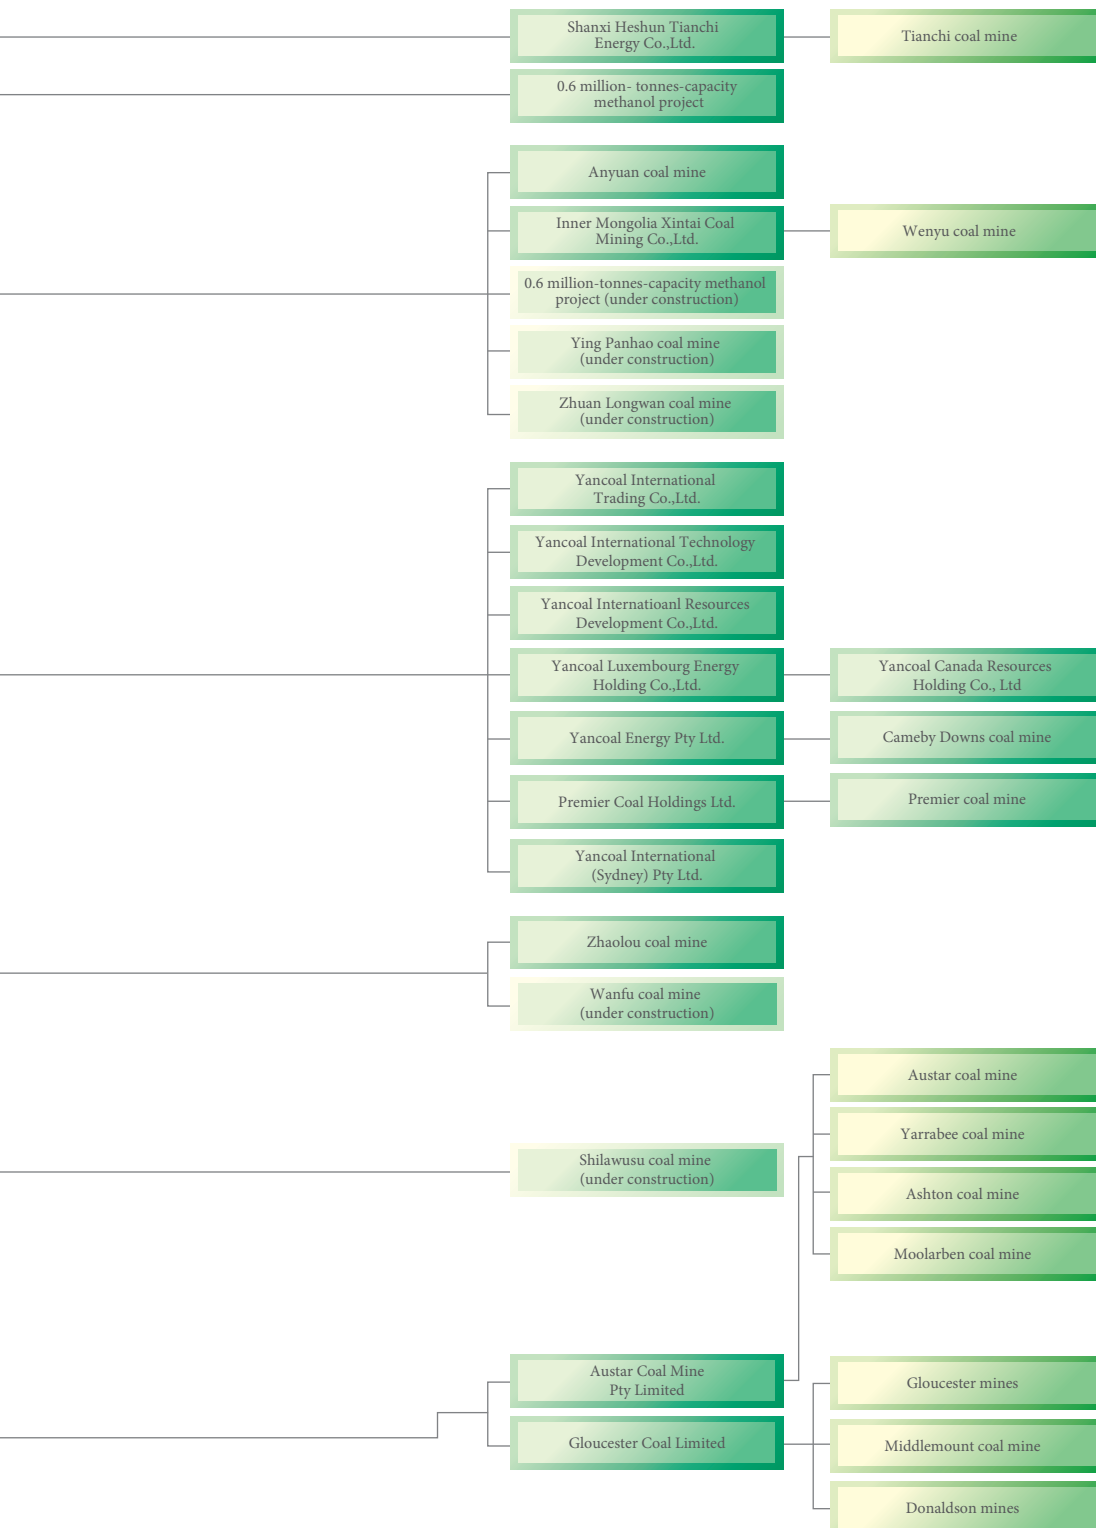 Shanxi Heshun Tianchi
Energy Co.,Ltd.
Tianchi coal mine
0.6 million- tonnes-capacity
methanol project
Anyuan coal mine
Inner Mongolia Xintai Coal
Mining Co.,Ltd.
Wenyu coal mine
0.6 million-tonnes-capacity methanol
project (under construction)
Ying Panhao coal mine
(under construction)
Zhuan Longwan coal mine
(under construction)
Yancoal International
Trading Co.,Ltd.
Yancoal International Technology
Development Co.,Ltd.
Yancoal Internatioanl Resources
Development Co.,Ltd.
Yancoal Luxembourg Energy
Holding Co.,Ltd.
Yancoal Canada Resources
Holding Co., Ltd
Yancoal Energy Pty Ltd.
Cameby Downs coal mine
Premier Coal Holdings Ltd.
Premier coal mine
Yancoal International
(Sydney) Pty Ltd.
Zhaolou coal mine
Wanfu coal mine
(under construction)
Shilawusu coal mine
(under construction)
Austar coal mine
Yarrabee coal mine
Ashton coal mine
Moolarben coal mine
Austar Coal Mine
Pty Limited
Gloucester Coal Limited
Gloucester mines
Middlemount coal mine
Donaldson mines